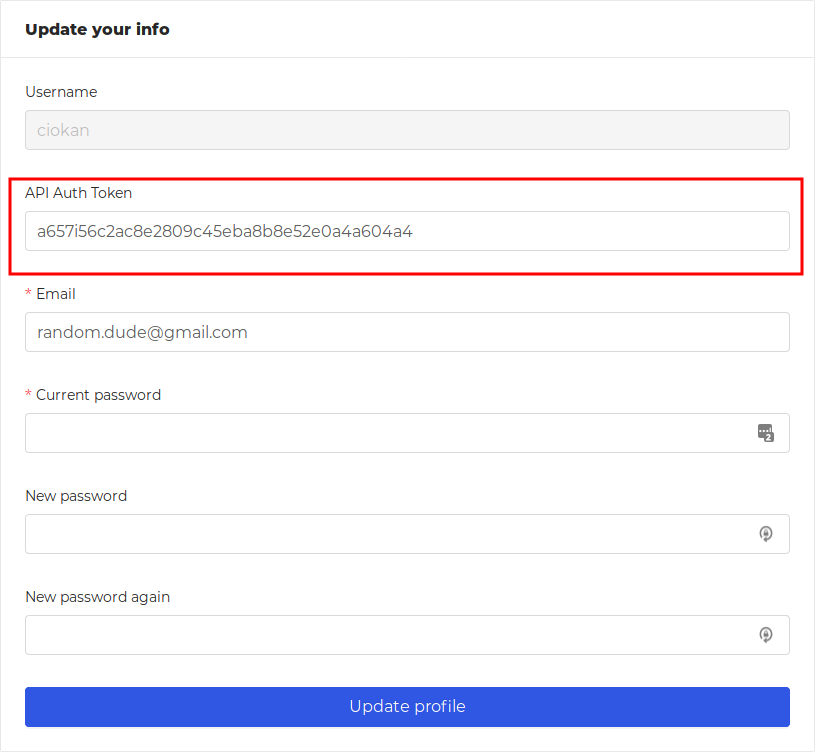 Update your info
Username
ciokan
API Auth Token
a657i56c2ac8e2809c45eba8b8e52e0a4a604a4
* Email
random.dude@gmail.com
* Current password
2
New password
New password again
Update profile